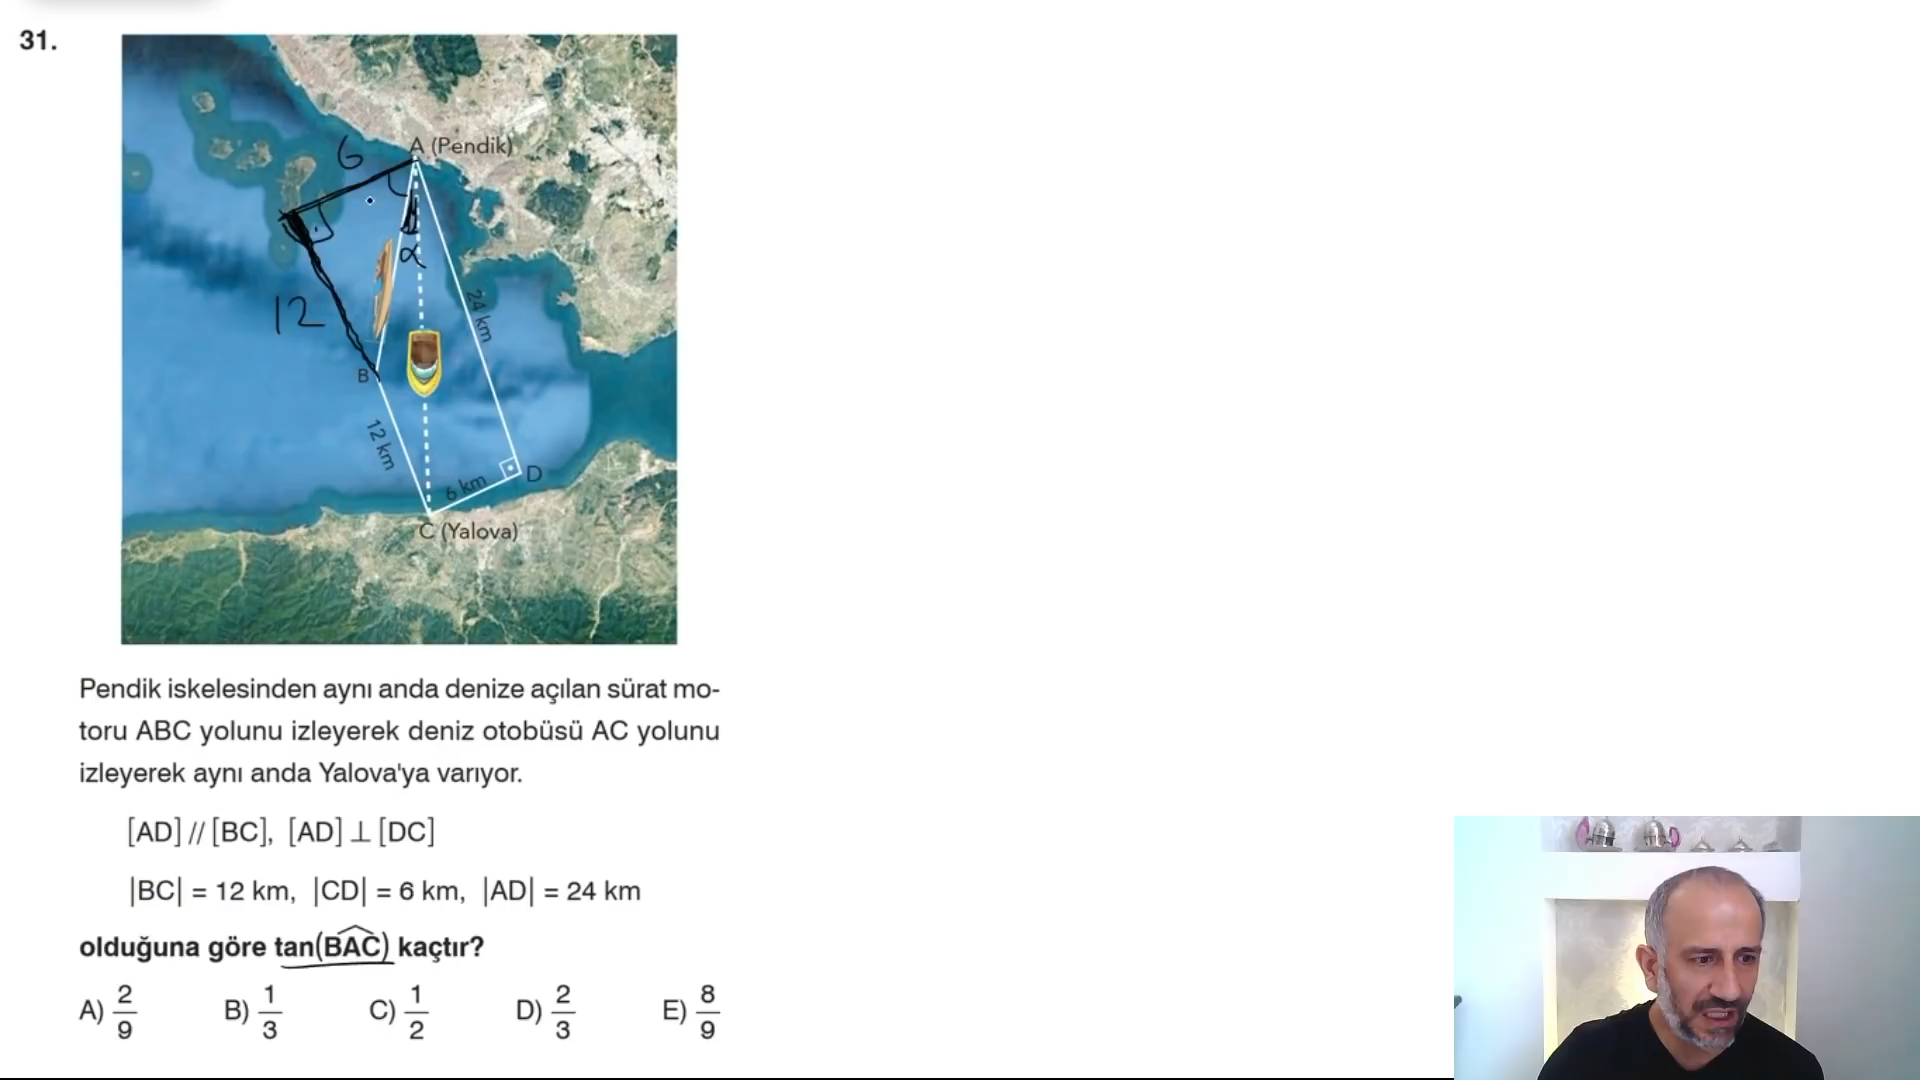 31.
A (Pendik)
6
α
12
24 km
B
12 km
6 km
D
C (Yalova)
Pendik iskelesinden aynı anda denize açılan sürat mo-
toru ABC yolunu izleyerek deniz otobüsü AC yolunu
izleyerek aynı anda Yalova'ya varıyor.
[AD] // [BC], [AD] ⊥ [DC]
|BC| = 12 km, |CD| = 6 km, |AD| = 24 km
olduğuna göre tan(BAC) kaçtır?
A) 2/9 B) 1/3 C) 1/2 D) 2/3 E) 8/9